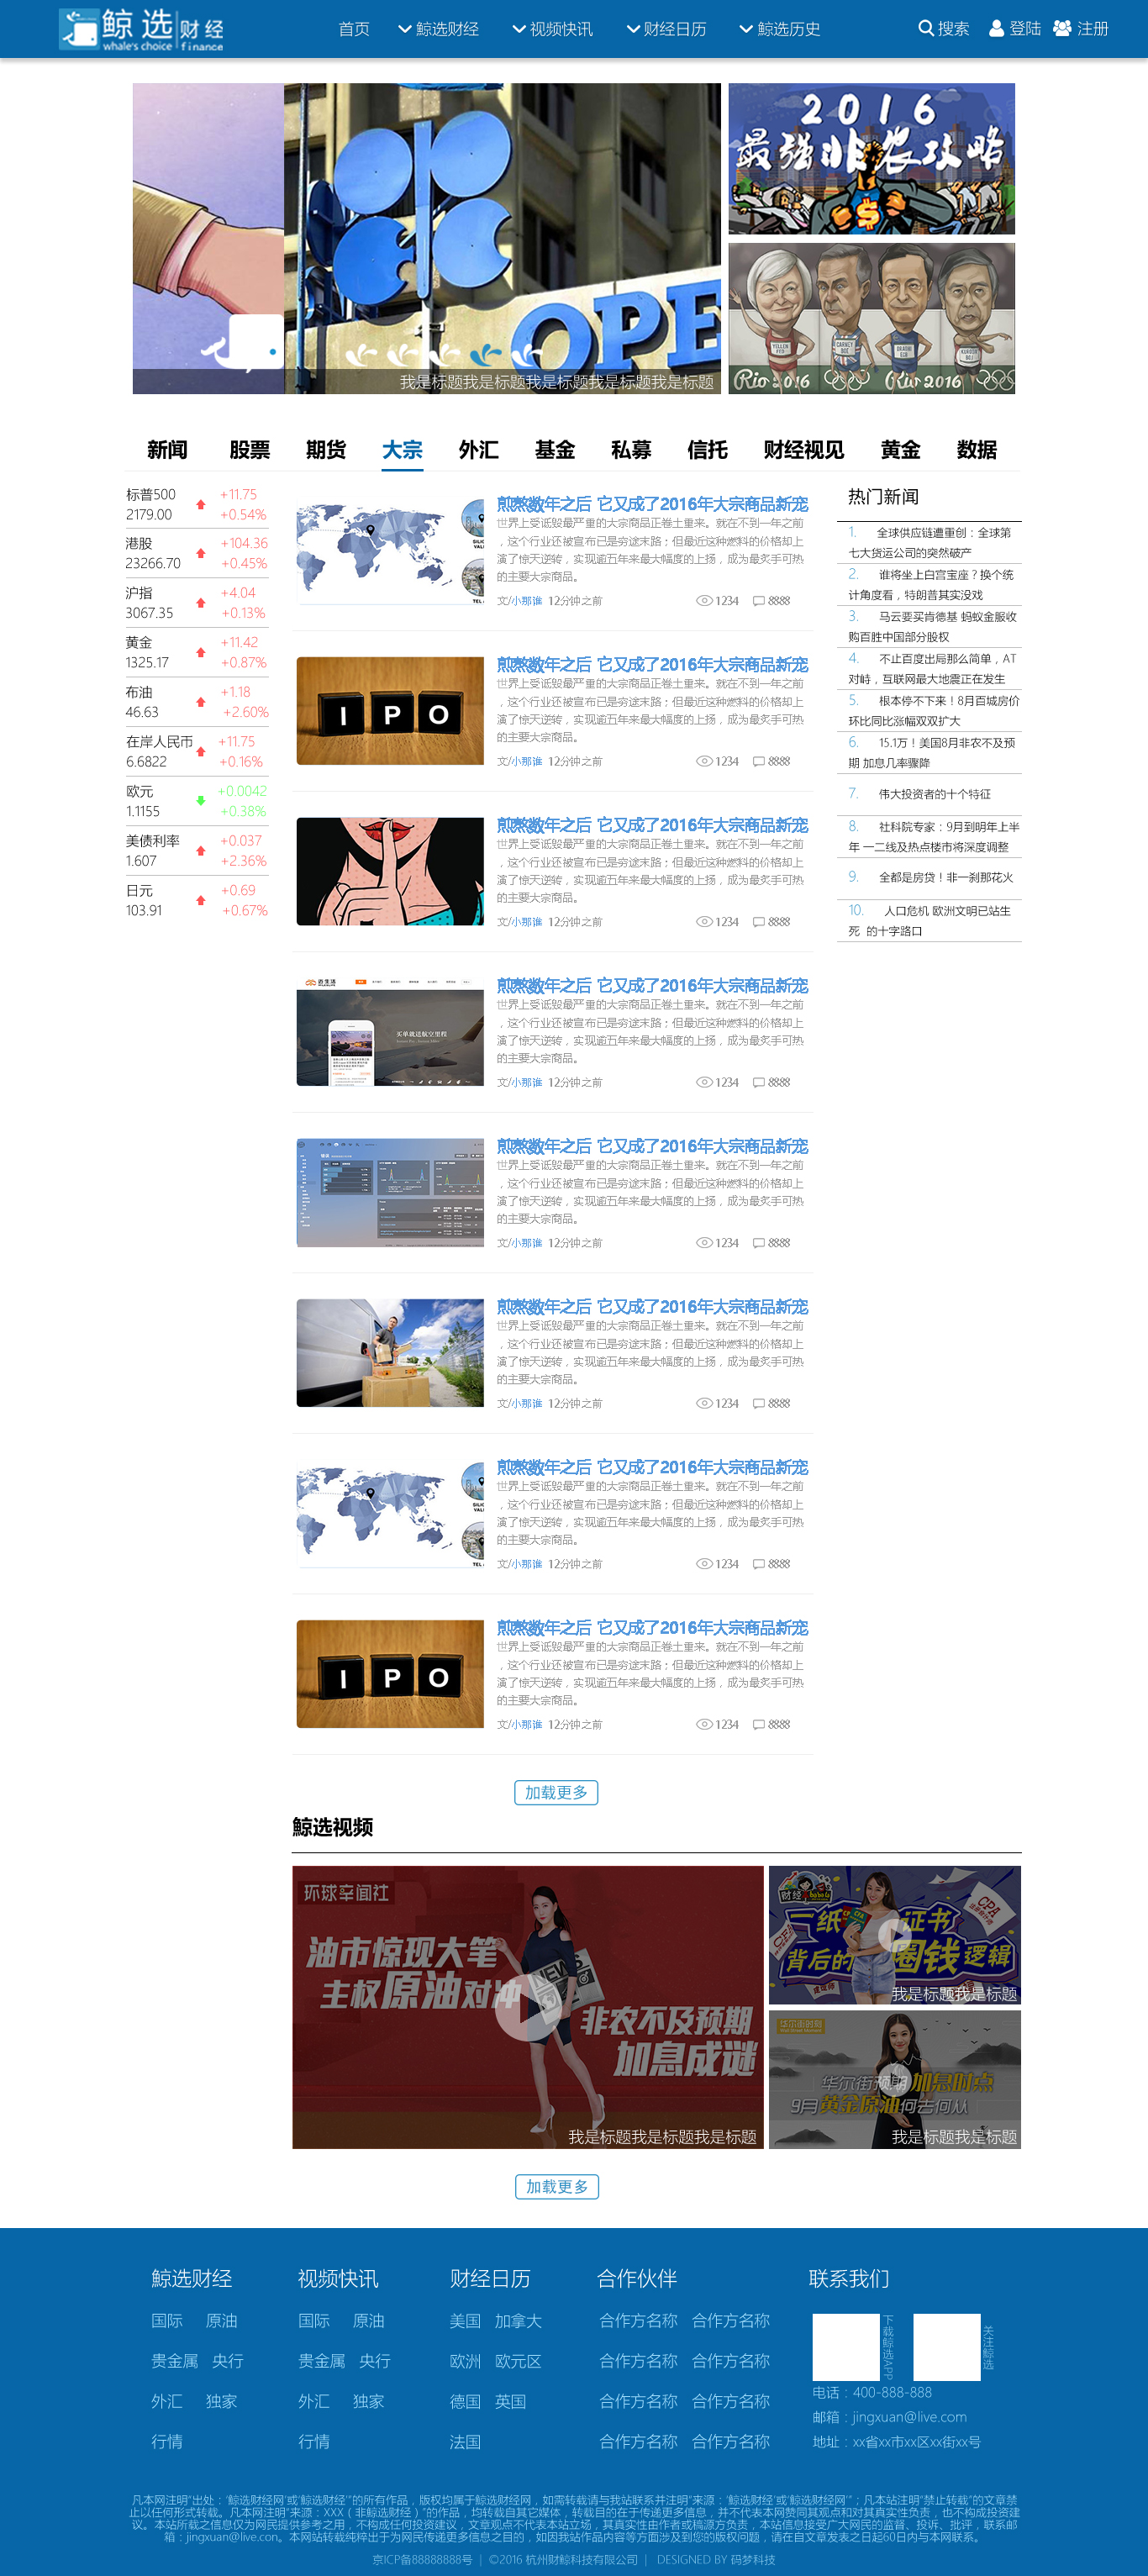 鲸选财经
whale's choice finance
首页 鲸选财经 视频快讯 财经日历 鲸选历史 搜索 登陆 注册
2016
最强非农攻略
OPE
YELLEN FED
CARNEY BOE
DRAGHI ECB
KURODA BOJ
Rio 2016 Rio 2016
我是标题我是标题我是标题我是标题我是标题
新闻 股票 期货 大宗 外汇 基金 私募 信托 财经视见 黄金 数据
标普500 +11.75
2179.00 +0.54%
港股 +104.36
23266.70 +0.45%
沪指 +4.04
3067.35 +0.13%
黄金 +11.42
1325.17 +0.87%
布油 +1.18
46.63 +2.60%
在岸人民币 +11.75
6.6822 +0.16%
欧元 +0.0042
1.1155 +0.38%
美债利率 +0.037
1.607 +2.36%
日元 +0.69
103.91 +0.67%
煎熬数年之后 它又成了2016年大宗商品新宠
世界上受诋毁最严重的大宗商品正卷土重来。就在不到一年之前
，这个行业还被宣布已是穷途末路；但最近这种燃料的价格却上
演了惊天逆转，实现逾五年来最大幅度的上扬，成为最炙手可热
的主要大宗商品。
文/小那谁 12分钟之前 1234 8888
IPO
煎熬数年之后 它又成了2016年大宗商品新宠
世界上受诋毁最严重的大宗商品正卷土重来。就在不到一年之前
，这个行业还被宣布已是穷途末路；但最近这种燃料的价格却上
演了惊天逆转，实现逾五年来最大幅度的上扬，成为最炙手可热
的主要大宗商品。
文/小那谁 12分钟之前 1234 8888
煎熬数年之后 它又成了2016年大宗商品新宠
世界上受诋毁最严重的大宗商品正卷土重来。就在不到一年之前
，这个行业还被宣布已是穷途末路；但最近这种燃料的价格却上
演了惊天逆转，实现逾五年来最大幅度的上扬，成为最炙手可热
的主要大宗商品。
文/小那谁 12分钟之前 1234 8888
买单就送航空里程
煎熬数年之后 它又成了2016年大宗商品新宠
世界上受诋毁最严重的大宗商品正卷土重来。就在不到一年之前
，这个行业还被宣布已是穷途末路；但最近这种燃料的价格却上
演了惊天逆转，实现逾五年来最大幅度的上扬，成为最炙手可热
的主要大宗商品。
文/小那谁 12分钟之前 1234 8888
煎熬数年之后 它又成了2016年大宗商品新宠
世界上受诋毁最严重的大宗商品正卷土重来。就在不到一年之前
，这个行业还被宣布已是穷途末路；但最近这种燃料的价格却上
演了惊天逆转，实现逾五年来最大幅度的上扬，成为最炙手可热
的主要大宗商品。
文/小那谁 12分钟之前 1234 8888
煎熬数年之后 它又成了2016年大宗商品新宠
世界上受诋毁最严重的大宗商品正卷土重来。就在不到一年之前
，这个行业还被宣布已是穷途末路；但最近这种燃料的价格却上
演了惊天逆转，实现逾五年来最大幅度的上扬，成为最炙手可热
的主要大宗商品。
文/小那谁 12分钟之前 1234 8888
煎熬数年之后 它又成了2016年大宗商品新宠
世界上受诋毁最严重的大宗商品正卷土重来。就在不到一年之前
，这个行业还被宣布已是穷途末路；但最近这种燃料的价格却上
演了惊天逆转，实现逾五年来最大幅度的上扬，成为最炙手可热
的主要大宗商品。
文/小那谁 12分钟之前 1234 8888
IPO
煎熬数年之后 它又成了2016年大宗商品新宠
世界上受诋毁最严重的大宗商品正卷土重来。就在不到一年之前
，这个行业还被宣布已是穷途末路；但最近这种燃料的价格却上
演了惊天逆转，实现逾五年来最大幅度的上扬，成为最炙手可热
的主要大宗商品。
文/小那谁 12分钟之前 1234 8888
热门新闻
1. 全球供应链遭重创：全球第
七大货运公司的突然破产
2. 谁将坐上白宫宝座？换个统
计角度看，特朗普其实没戏
3. 马云要买肯德基 蚂蚁金服收
购百胜中国部分股权
4. 不止百度出局那么简单，AT
对峙，互联网最大地震正在发生
5. 根本停不下来！8月百城房价
环比同比涨幅双双扩大
6. 15.1万！美国8月非农不及预
期 加息几率骤降
7. 伟大投资者的十个特征
8. 社科院专家：9月到明年上半
年 一二线及热点楼市将深度调整
9. 全都是房贷！非一刹那花火
10. 人口危机 欧洲文明已站生
死 的十字路口
加载更多
鲸选视频
环球辛闻社
油市惊现大笔
主权原油对冲
NEWS
非农不及预期
加息成谜
我是标题我是标题我是标题
CPA
CFA
一纸证书
背后的圈钱逻辑
我是标题我是标题
华尔街时刻
华尔街预期加息时点
9月黄金原油何去何从
我是标题我是标题
加载更多
鲸选财经 视频快讯 财经日历 合作伙伴 联系我们
国际 原油 国际 原油 美国 加拿大 合作方名称 合作方名称
贵金属 央行 贵金属 央行 欧洲 欧元区 合作方名称 合作方名称
外汇 独家 外汇 独家 德国 英国 合作方名称 合作方名称
行情 行情 法国 合作方名称 合作方名称
下载鲸选APP
关注鲸选
电话：400-888-888
邮箱：jingxuan@live.com
地址：xx省xx市xx区xx街xx号
凡本网注明“出处：‘鲸选财经网’或‘鲸选财经’”的所有作品，版权均属于鲸选财经网，如需转载请与我站联系并注明“来源：‘鲸选财经’或‘鲸选财经网’”；凡本站注明“禁止转载”的文章禁
止以任何形式转载。凡本网注明“来源：XXX（非鲸选财经）”的作品，均转载自其它媒体，转载目的在于传递更多信息，并不代表本网赞同其观点和对其真实性负责，也不构成投资建
议。本站所载之信息仅为网民提供参考之用，不构成任何投资建议，文章观点不代表本站立场，其真实性由作者或稿源方负责，本站信息接受广大网民的监督、投诉、批评，联系邮
箱：jingxuan@live.con。本网站转载纯粹出于为网民传递更多信息之目的，如因我站作品内容等方面涉及到您的版权问题，请在自文章发表之日起60日内与本网联系。
京ICP备88888888号 | ©2016 杭州财鲸科技有限公司 | DESIGNED BY 码梦科技